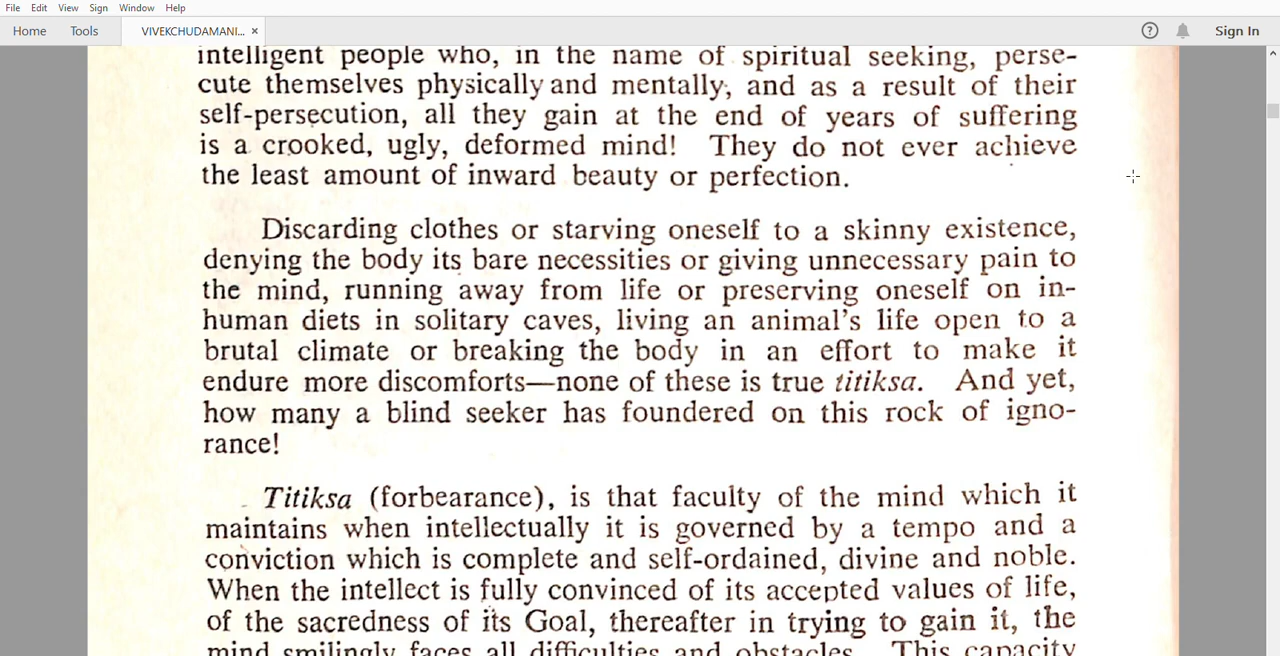 File Edit View Sign Window Help
Home Tools VIVEKCHUDAMANI... × ? Sign In
intelligent people who, in the name of spiritual seeking, perse-
cute themselves physically and mentally, and as a result of their
self-persecution, all they gain at the end of years of suffering
is a crooked, ugly, deformed mind! They do not ever achieve
the least amount of inward beauty or perfection.
Discarding clothes or starving oneself to a skinny existence,
denying the body its bare necessities or giving unnecessary pain to
the mind, running away from life or preserving oneself on in-
human diets in solitary caves, living an animal's life open to a
brutal climate or breaking the body in an effort to make it
endure more discomforts—none of these is true titiksa. And yet,
how many a blind seeker has foundered on this rock of igno-
rance!
Titiksa (forbearance), is that faculty of the mind which it
maintains when intellectually it is governed by a tempo and a
conviction which is complete and self-ordained, divine and noble.
When the intellect is fully convinced of its accepted values of life,
of the sacredness of its Goal, thereafter in trying to gain it, the
mind smilingly faces all difficulties and obstacles. This capacity